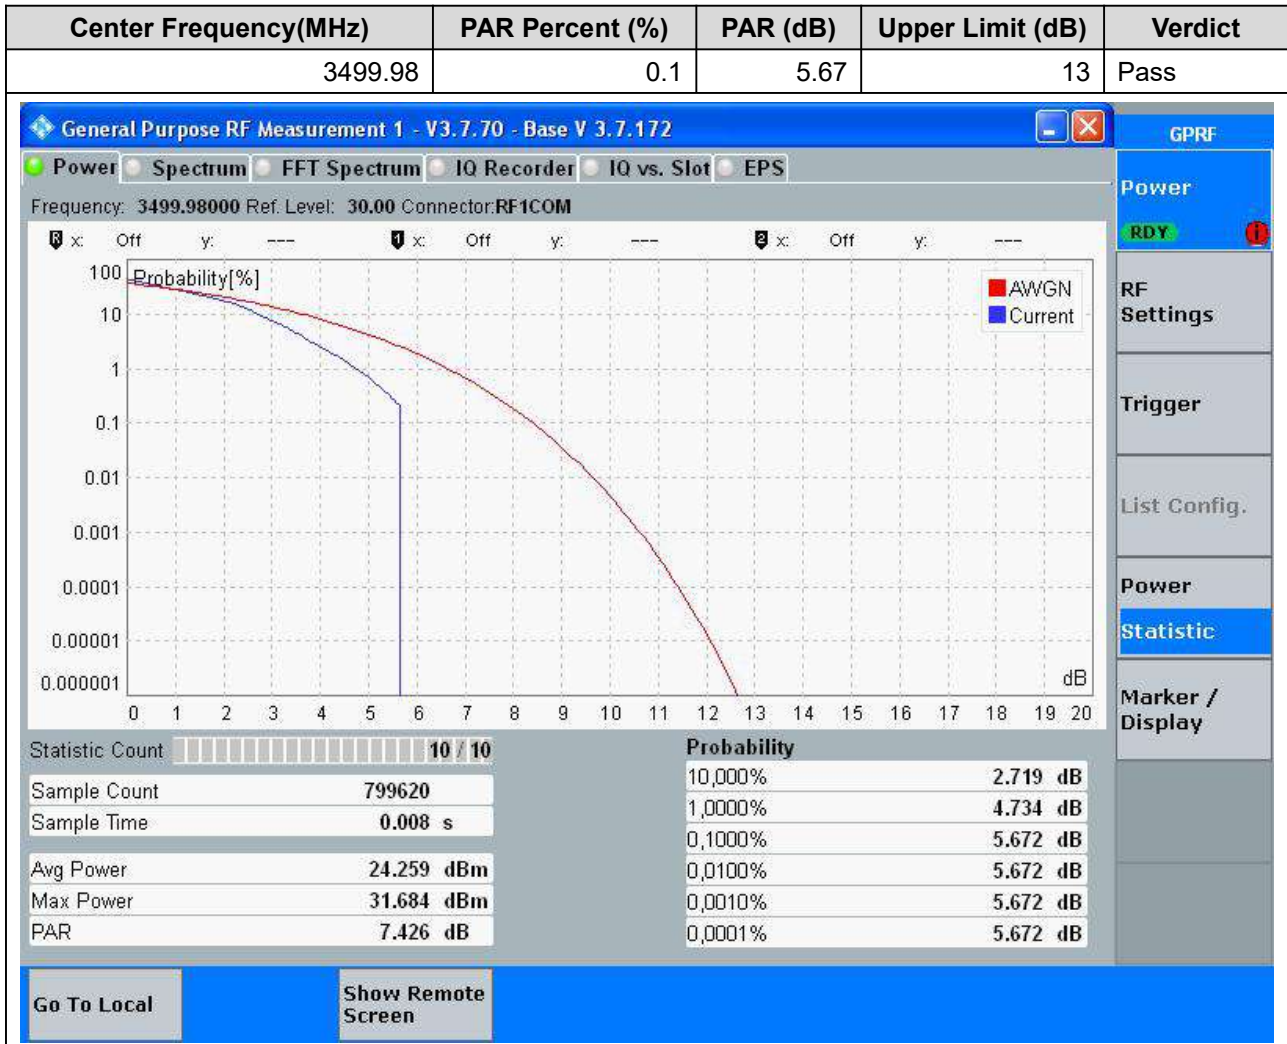 Center Frequency(MHz) PAR Percent (%) PAR (dB) Upper Limit (dB) Verdict
3499.98 0.1 5.67 13 Pass
General Purpose RF Measurement 1 - V3.7.70 - Base V 3.7.172
GPRF
Power Spectrum FFT Spectrum IQ Recorder IQ vs. Slot EPS
Frequency: 3499.98000 Ref. Level: 30.00 Connector:RF1COM
R x: Off y: --- 1 x: Off y: --- 2 x: Off y: ---
Probability[%]
AWGN
Current
100
10
1
0.1
0.01
0.001
0.0001
0.00001
0.000001
dB
0 1 2 3 4 5 6 7 8 9 10 11 12 13 14 15 16 17 18 19 20
Statistic Count 10 / 10
Sample Count 799620
Sample Time 0.008 s
Avg Power 24.259 dBm
Max Power 31.684 dBm
PAR 7.426 dB
Probability
10,000% 2.719 dB
1,0000% 4.734 dB
0,1000% 5.672 dB
0,0100% 5.672 dB
0,0010% 5.672 dB
0,0001% 5.672 dB
Power
RDY
RF
Settings
Trigger
List Config.
Power
Statistic
Marker /
Display
Go To Local
Show Remote
Screen